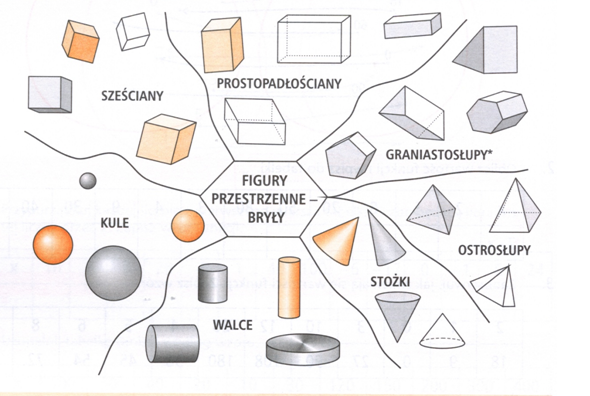 SZEŚCIANY
PROSTOPADŁOŚCIANY
GRANIASTOSŁUPY*
FIGURY
PRZESTRZENNE –
BRYŁY
KULE
OSTROSŁUPY
STOŻKI
WALCE